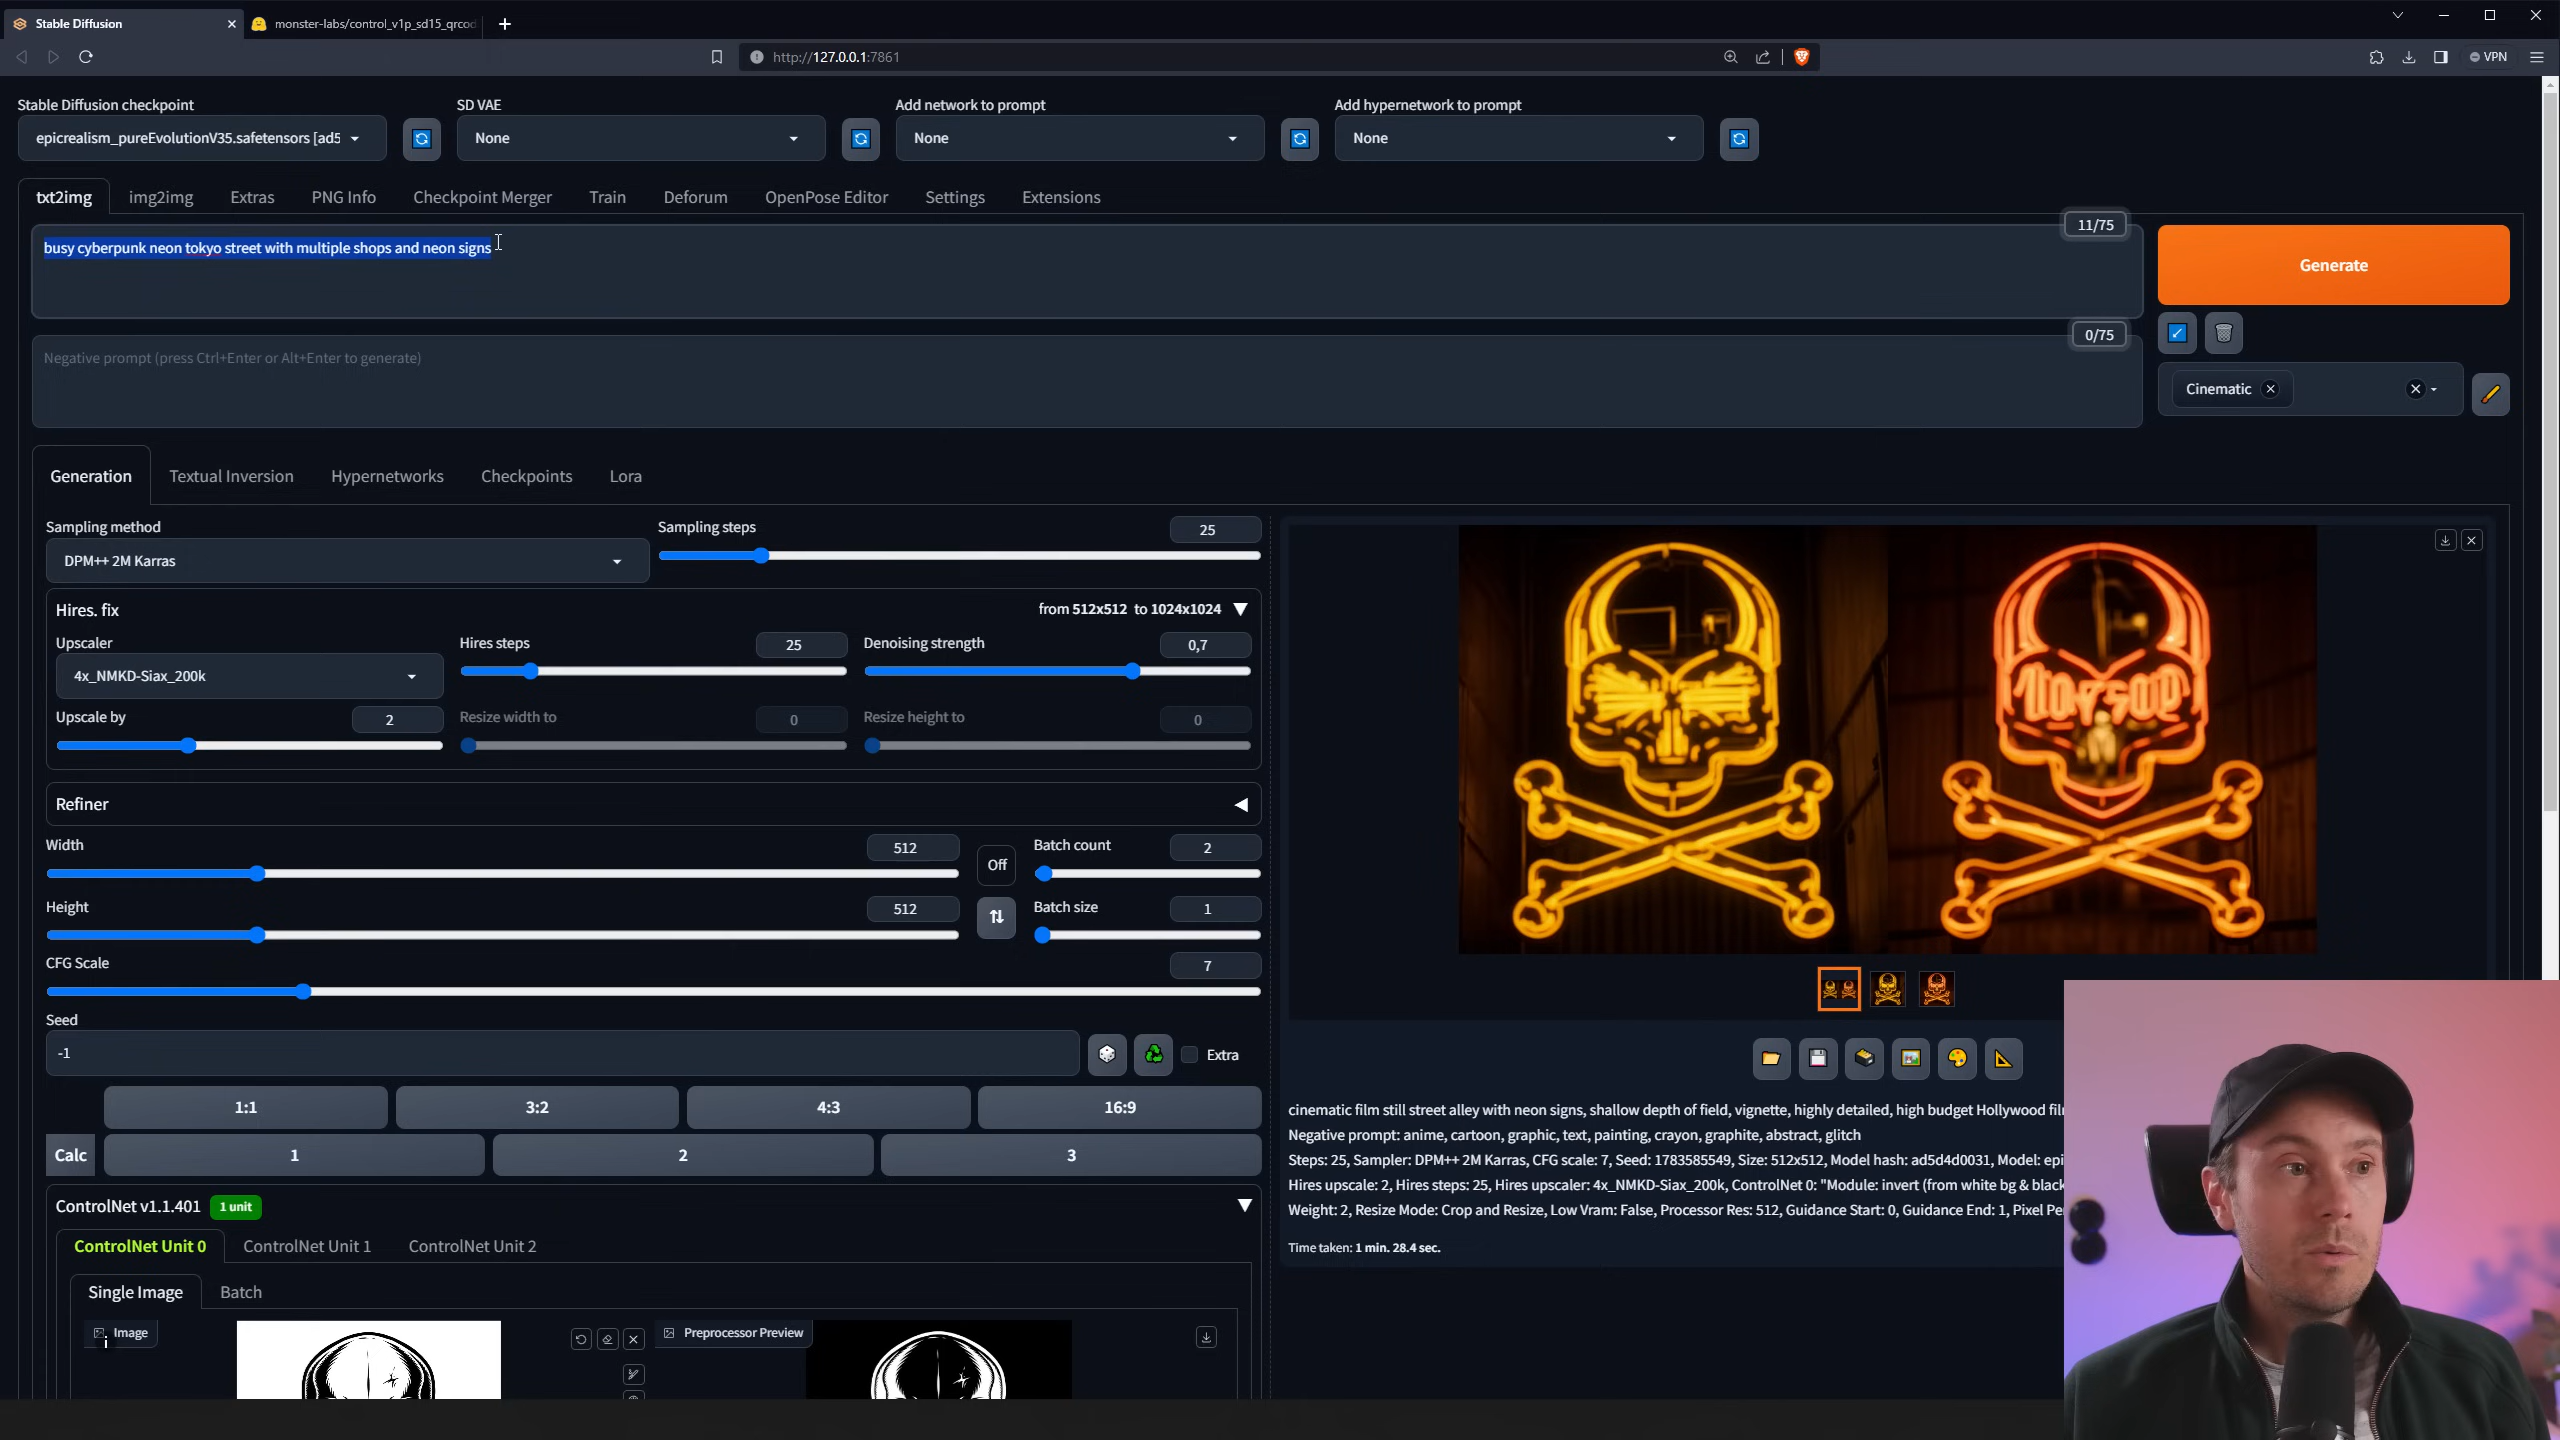 Stable Diffusion
monster-labs/control_v1p_sd15_qrcod
http://127.0.0.1:7861
VPN
Stable Diffusion checkpoint
SD VAE
Add network to prompt
Add hypernetwork to prompt
epicrealism_pureEvolutionV35.safetensors [ad5
None
None
None
txt2img
img2img
Extras
PNG Info
Checkpoint Merger
Train
Deforum
OpenPose Editor
Settings
Extensions
11/75
busy cyberpunk neon tokyo street with multiple shops and neon signs
Generate
0/75
Negative prompt (press Ctrl+Enter or Alt+Enter to generate)
Cinematic
Generation
Textual Inversion
Hypernetworks
Checkpoints
Lora
Sampling method
Sampling steps
25
DPM++ 2M Karras
Hires. fix
from 512x512 to 1024x1024
Upscaler
Hires steps
25
Denoising strength
0,7
4x_NMKD-Siax_200k
Upscale by
2
Resize width to
0
Resize height to
0
Refiner
Width
512
Off
Batch count
2
Height
512
Batch size
1
CFG Scale
7
Seed
-1
Extra
1:1
3:2
4:3
16:9
Calc
1
2
3
ControlNet v1.1.401
1 unit
ControlNet Unit 0
ControlNet Unit 1
ControlNet Unit 2
Single Image
Batch
Image
Preprocessor Preview
cinematic film still street alley with neon signs, shallow depth of field, vignette, highly detailed, high budget Hollywood fil
Negative prompt: anime, cartoon, graphic, text, painting, crayon, graphite, abstract, glitch
Steps: 25, Sampler: DPM++ 2M Karras, CFG scale: 7, Seed: 1783585549, Size: 512x512, Model hash: ad5d4d0031, Model: epi
Hires upscale: 2, Hires steps: 25, Hires upscaler: 4x_NMKD-Siax_200k, ControlNet 0: "Module: invert (from white bg & black
Weight: 2, Resize Mode: Crop and Resize, Low Vram: False, Processor Res: 512, Guidance Start: 0, Guidance End: 1, Pixel Pe
Time taken: 1 min. 28.4 sec.